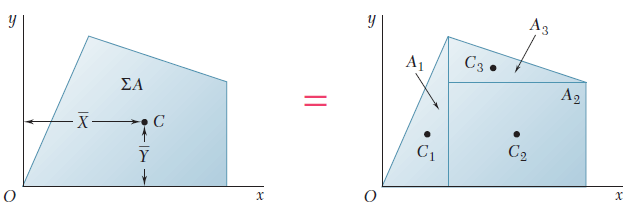 y
ΣA
X̄
C
Ȳ
O
x
=
y
A1
C3
A3
A2
C1
C2
O
x